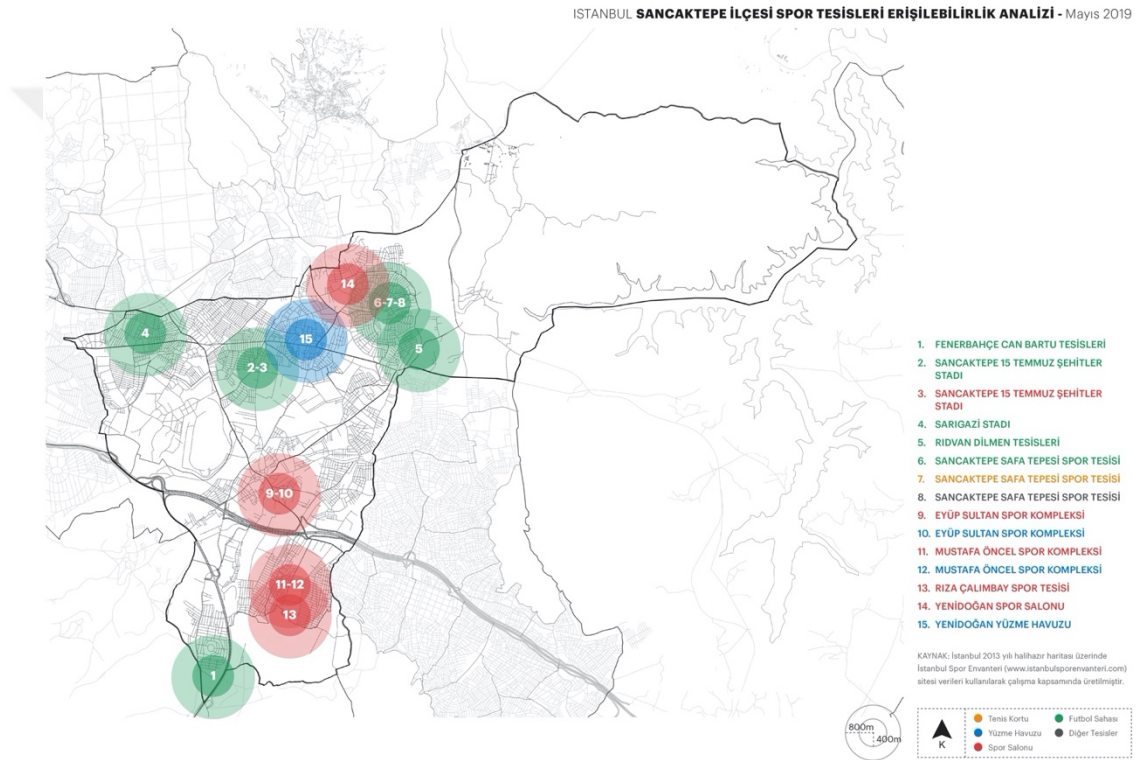 ISTANBUL SANCAKTEPE İLÇESİ SPOR TESİSLERİ ERİŞİLEBİLİRLİK ANALİZİ - Mayıs 2019
14
6-7-8
4
15
5
2-3
9-10
11-12
13
1
1. FENERBAHÇE CAN BARTU TESİSLERİ
2. SANCAKTEPE 15 TEMMUZ ŞEHİTLER
STADI
3. SANCAKTEPE 15 TEMMUZ ŞEHİTLER
STADI
4. SARIGAZİ STADI
5. RIDVAN DİLMEN TESİSLERİ
6. SANCAKTEPE SAFA TEPESİ SPOR TESİSİ
7. SANCAKTEPE SAFA TEPESİ SPOR TESİSİ
8. SANCAKTEPE SAFA TEPESİ SPOR TESİSİ
9. EYÜP SULTAN SPOR KOMPLEKSİ
10. EYÜP SULTAN SPOR KOMPLEKSİ
11. MUSTAFA ÖNCEL SPOR KOMPLEKSİ
12. MUSTAFA ÖNCEL SPOR KOMPLEKSİ
13. RIZA ÇALIMBAY SPOR TESİSİ
14. YENİDOĞAN SPOR SALONU
15. YENİDOĞAN YÜZME HAVUZU
KAYNAK: İstanbul 2013 yılı halihazır haritası üzerinde
İstanbul Spor Envanteri (www.istanbulsporenvanteri.com)
sitesi verileri kullanılarak çalışma kapsamında üretilmiştir.
800m
400m
K
Tenis Kortu
Futbol Sahası
Yüzme Havuzu
Diğer Tesisler
Spor Salonu